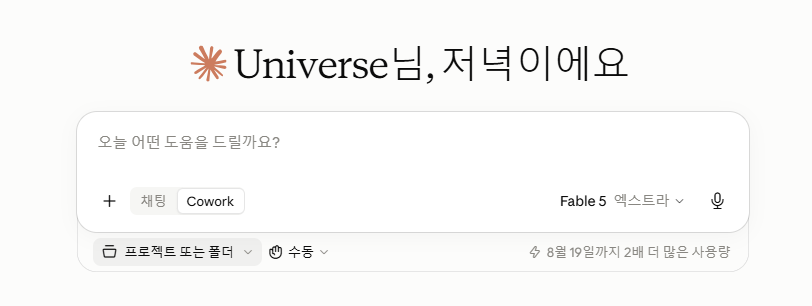 Universe님, 저녁이에요
오늘 어떤 도움을 드릴까요?
채팅 Cowork Fable 5 엑스트라
프로젝트 또는 폴더 수동 8월 19일까지 2배 더 많은 사용량